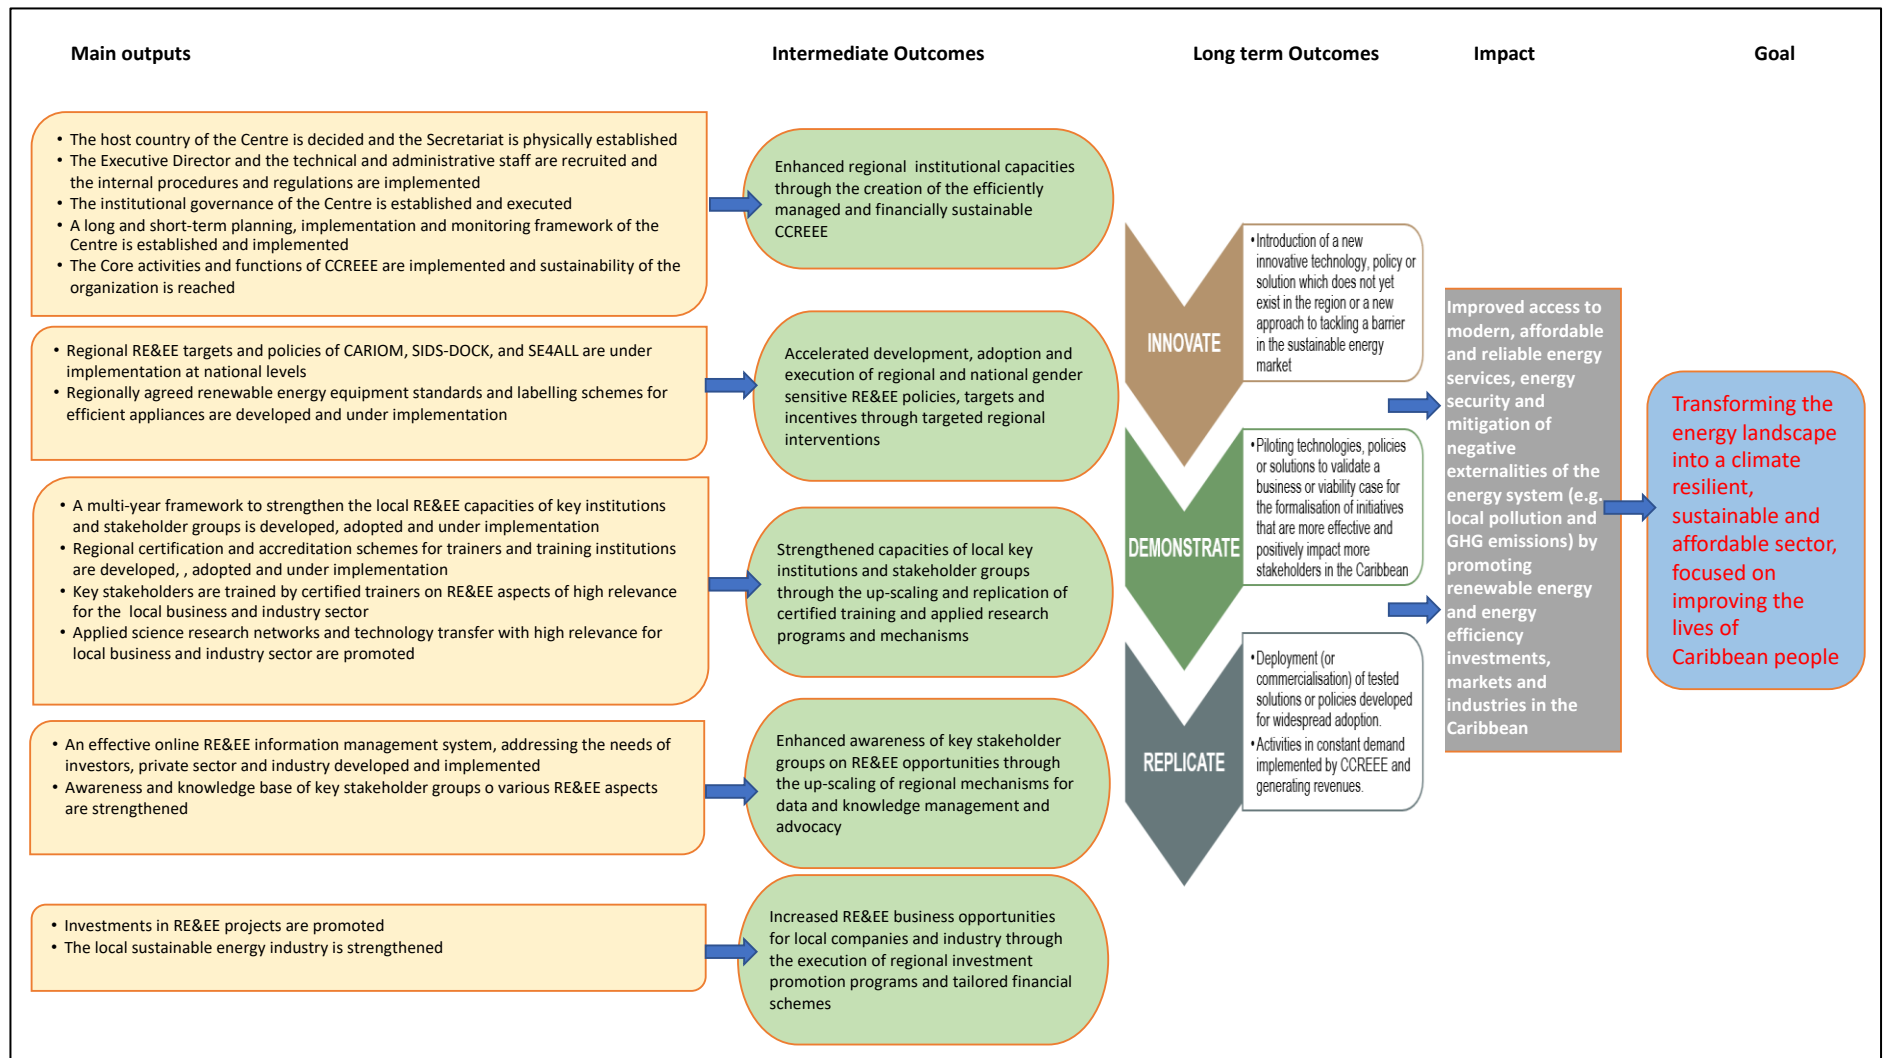 Main outputs
Intermediate Outcomes
Long term Outcomes
Impact
Goal
• The host country of the Centre is decided and the Secretariat is physically established
• The Executive Director and the technical and administrative staff are recruited and
the internal procedures and regulations are implemented
• The institutional governance of the Centre is established and executed
• A long and short-term planning, implementation and monitoring framework of the
Centre is established and implemented
• The Core activities and functions of CCREEE are implemented and sustainability of the
organization is reached
• Regional RE&EE targets and policies of CARIOM, SIDS-DOCK, and SE4ALL are under
implementation at national levels
• Regionally agreed renewable energy equipment standards and labelling schemes for
efficient appliances are developed and under implementation
• A multi-year framework to strengthen the local RE&EE capacities of key institutions
and stakeholder groups is developed, adopted and under implementation
• Regional certification and accreditation schemes for trainers and training institutions
are developed, , adopted and under implementation
• Key stakeholders are trained by certified trainers on RE&EE aspects of high relevance
for the local business and industry sector
• Applied science research networks and technology transfer with high relevance for
local business and industry sector are promoted
• An effective online RE&EE information management system, addressing the needs of
investors, private sector and industry developed and implemented
• Awareness and knowledge base of key stakeholder groups o various RE&EE aspects
are strengthened
• Investments in RE&EE projects are promoted
• The local sustainable energy industry is strengthened
Enhanced regional institutional capacities
through the creation of the efficiently
managed and financially sustainable
CCREEE
Accelerated development, adoption and
execution of regional and national gender
sensitive RE&EE policies, targets and
incentives through targeted regional
interventions
Strengthened capacities of local key
institutions and stakeholder groups
through the up-scaling and replication of
certified training and applied research
programs and mechanisms
Enhanced awareness of key stakeholder
groups on RE&EE opportunities through
the up-scaling of regional mechanisms for
data and knowledge management and
advocacy
Increased RE&EE business opportunities
for local companies and industry through
the execution of regional investment
promotion programs and tailored financial
schemes
INNOVATE
• Introduction of a new
innovative technology, policy or
solution which does not yet
exist in the region or a new
approach to tackling a barrier
in the sustainable energy
market
DEMONSTRATE
• Piloting technologies, policies
or solutions to validate a
business or viability case for
the formalisation of initiatives
that are more effective and
positively impact more
stakeholders in the Caribbean
REPLICATE
• Deployment (or
commercialisation) of tested
solutions or policies developed
for widespread adoption.
• Activities in constant demand
implemented by CCREEE and
generating revenues.
Improved access to
modern, affordable
and reliable energy
services, energy
security and
mitigation of
negative
externalities of the
energy system (e.g.
local pollution and
GHG emissions) by
promoting
renewable energy
and energy
efficiency
investments,
markets and
industries in the
Caribbean
Transforming the
energy landscape
into a climate
resilient,
sustainable and
affordable sector,
focused on
improving the
lives of
Caribbean people